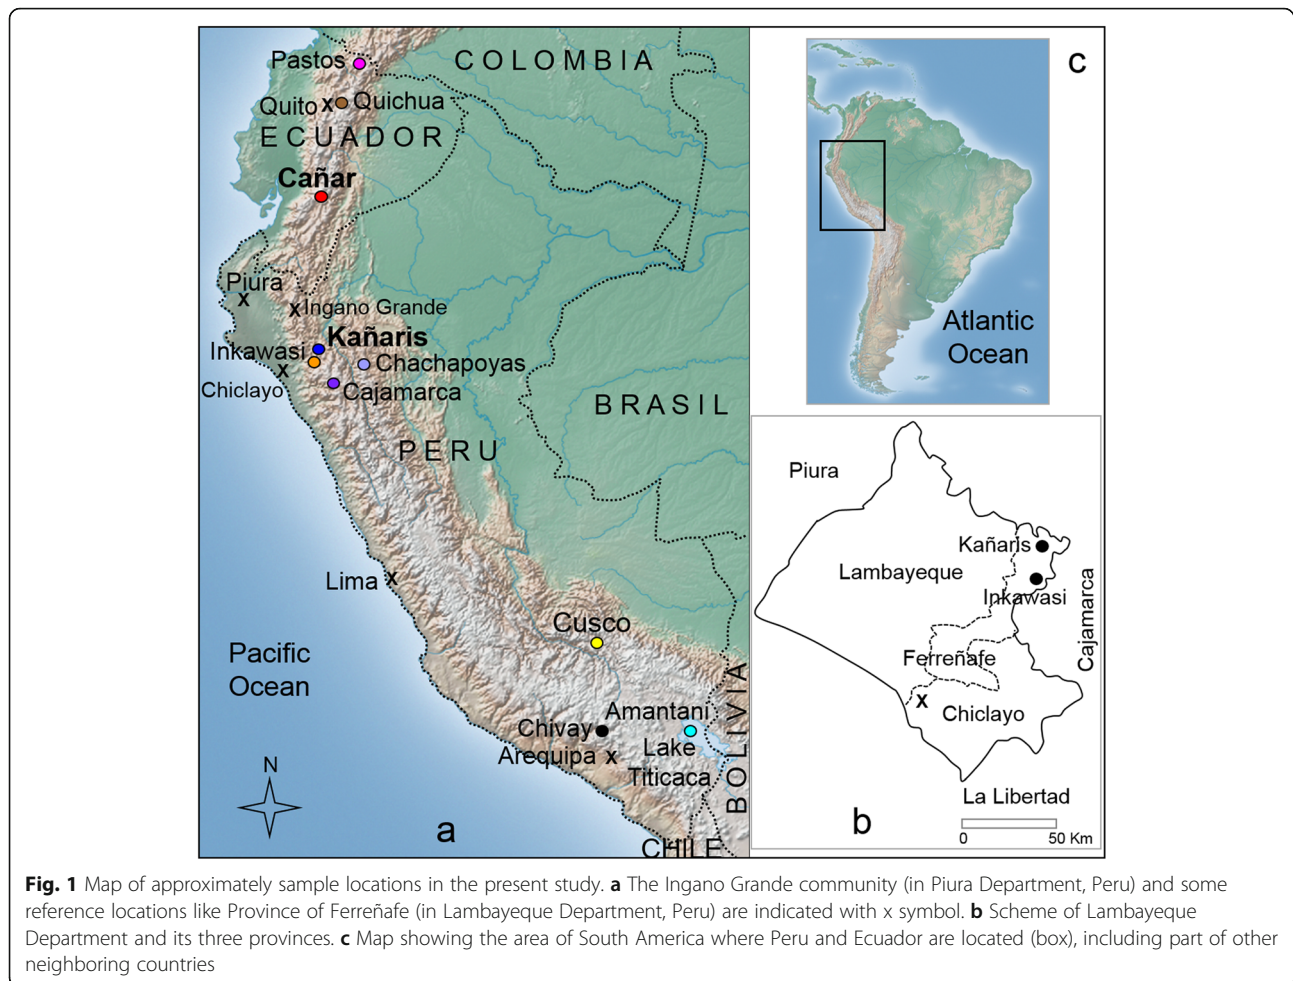 Pastos
COLOMBIA
Quito x Quichua
ECUADOR
Cañar
Piura
x
x Ingano Grande
Kañaris
Inkawasi
x
Chachapoyas
Chiclayo
Cajamarca
BRASIL
PERU
Lima x
Cusco
Pacific
Ocean
Amantani
Chivay
Arequipa x
Lake
Titicaca
BOLIVIA
N
a
CHILE
c
Atlantic
Ocean
Piura
Kañaris
Lambayeque
Inkawasi
Cajamarca
Ferreñafe
x
Chiclayo
La Libertad
b
0 50 Km
Fig. 1 Map of approximately sample locations in the present study. a The Ingano Grande community (in Piura Department, Peru) and some
reference locations like Province of Ferreñafe (in Lambayeque Department, Peru) are indicated with x symbol. b Scheme of Lambayeque
Department and its three provinces. c Map showing the area of South America where Peru and Ecuador are located (box), including part of other
neighboring countries